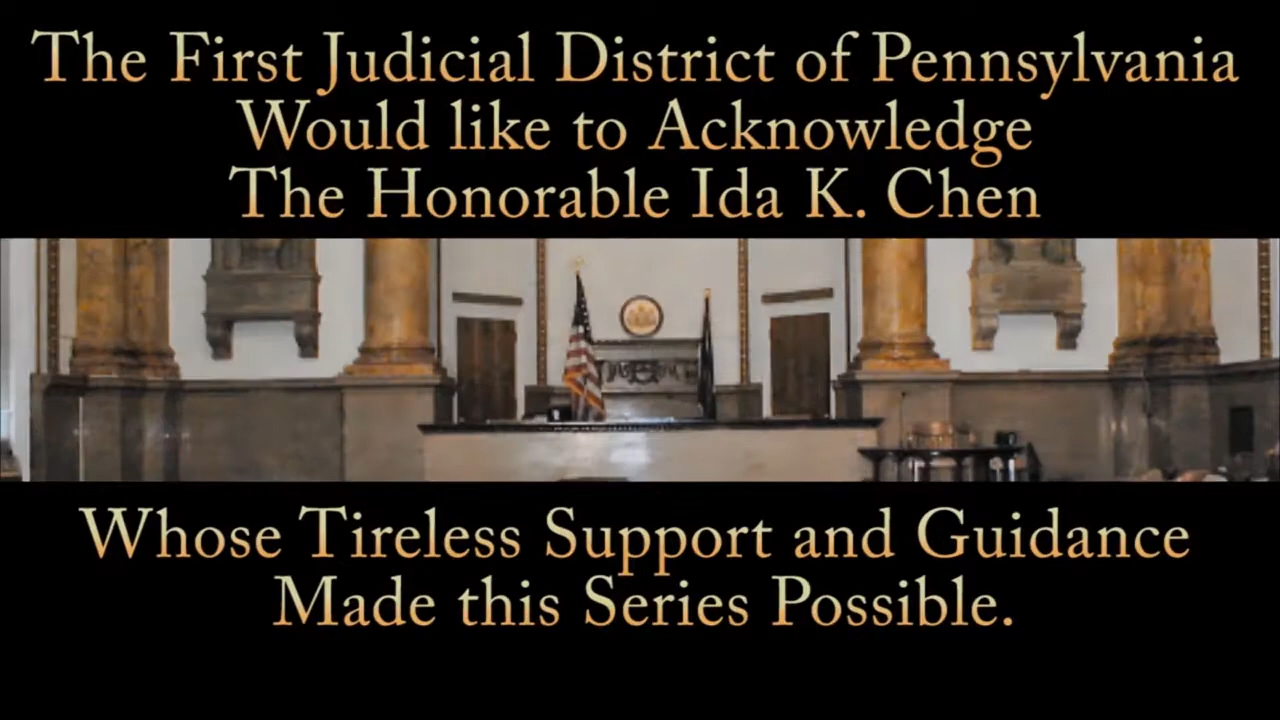 The First Judicial District of Pennsylvania
Would like to Acknowledge
The Honorable Ida K. Chen
Whose Tireless Support and Guidance
Made this Series Possible.